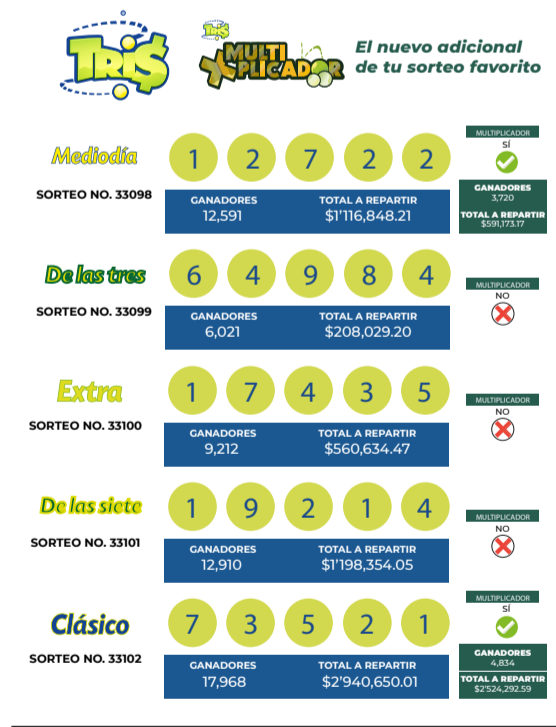 TRI$
TRI$
MULTI
XPLICADOR
El nuevo adicional
de tu sorteo favorito
Mediodía
SORTEO NO. 33098
1 2 7 2 2
GANADORES TOTAL A REPARTIR
12,591 $1'116,848.21
MULTIPLICADOR
SÍ
GANADORES
3,720
TOTAL A REPARTIR
$591,173.17
De las tres
SORTEO NO. 33099
6 4 9 8 4
GANADORES TOTAL A REPARTIR
6,021 $208,029.20
MULTIPLICADOR
NO
Extra
SORTEO NO. 33100
1 7 4 3 5
GANADORES TOTAL A REPARTIR
9,212 $560,634.47
MULTIPLICADOR
NO
De las siete
SORTEO NO. 33101
1 9 2 1 4
GANADORES TOTAL A REPARTIR
12,910 $1'198,354.05
MULTIPLICADOR
NO
Clásico
SORTEO NO. 33102
7 3 5 2 1
GANADORES TOTAL A REPARTIR
17,968 $2'940,650.01
MULTIPLICADOR
SÍ
GANADORES
4,834
TOTAL A REPARTIR
$2'524,292.59